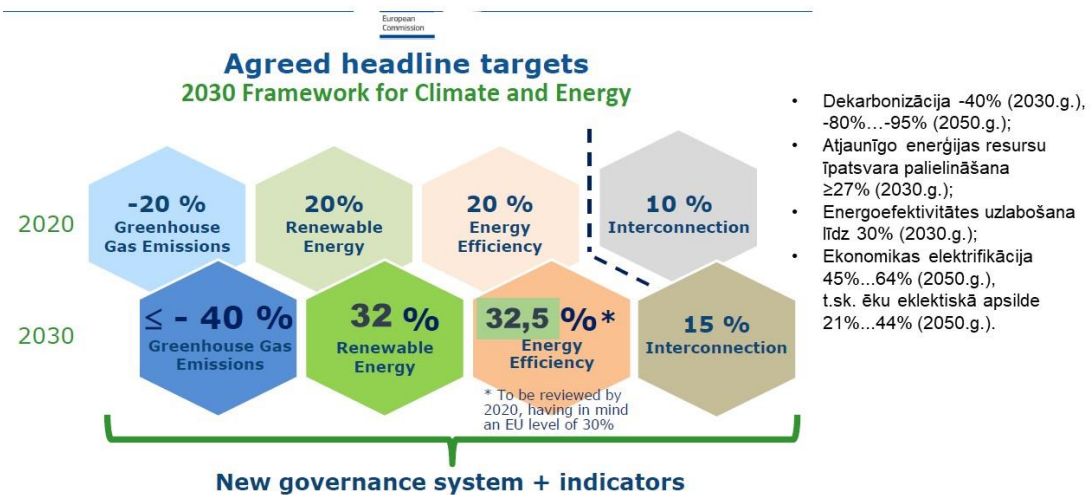 European
Commission
Agreed headline targets
2030 Framework for Climate and Energy
2020
-20 %
Greenhouse
Gas Emissions
20%
Renewable
Energy
20 %
Energy
Efficiency
10 %
Interconnection
2030
≤ - 40 %
Greenhouse Gas
Emissions
32 %
Renewable
Energy
32,5 %*
Energy
Efficiency
* To be reviewed by
2020, having in mind
an EU level of 30%
15 %
Interconnection
New governance system + indicators
• Dekarbonizācija -40% (2030.g.),
-80%...-95% (2050.g.);
• Atjaunīgo enerģijas resursu
īpatsvara palielināšana
≥27% (2030.g.);
• Energoefektivitātes uzlabošana
līdz 30% (2030.g.);
• Ekonomikas elektrifikācija
45%...64% (2050.g.),
t.sk. ēku eklektiskā apsilde
21%...44% (2050.g.).